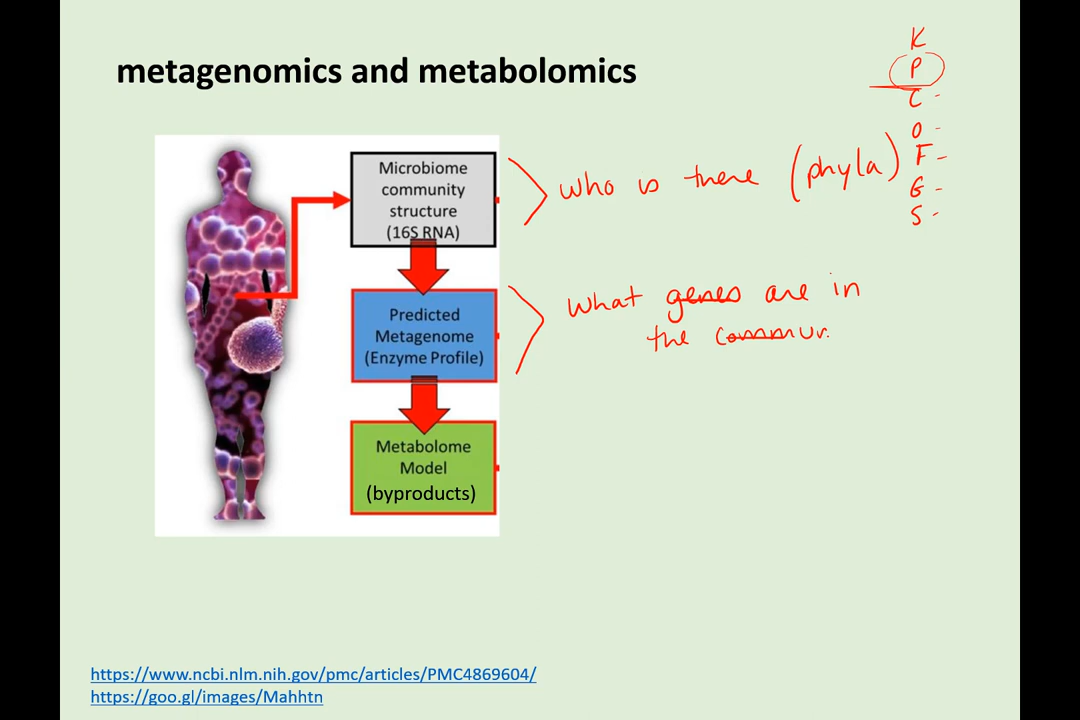 metagenomics and metabolomics
K
P
C -
O -
F -
G -
S -
Microbiome
community
structure
(16S RNA)
who is there (phyla)
Predicted
Metagenome
(Enzyme Profile)
what genes are in
the commun
Metabolome
Model
(byproducts)
https://www.ncbi.nlm.nih.gov/pmc/articles/PMC4869604/
https://goo.gl/images/Mahhtn